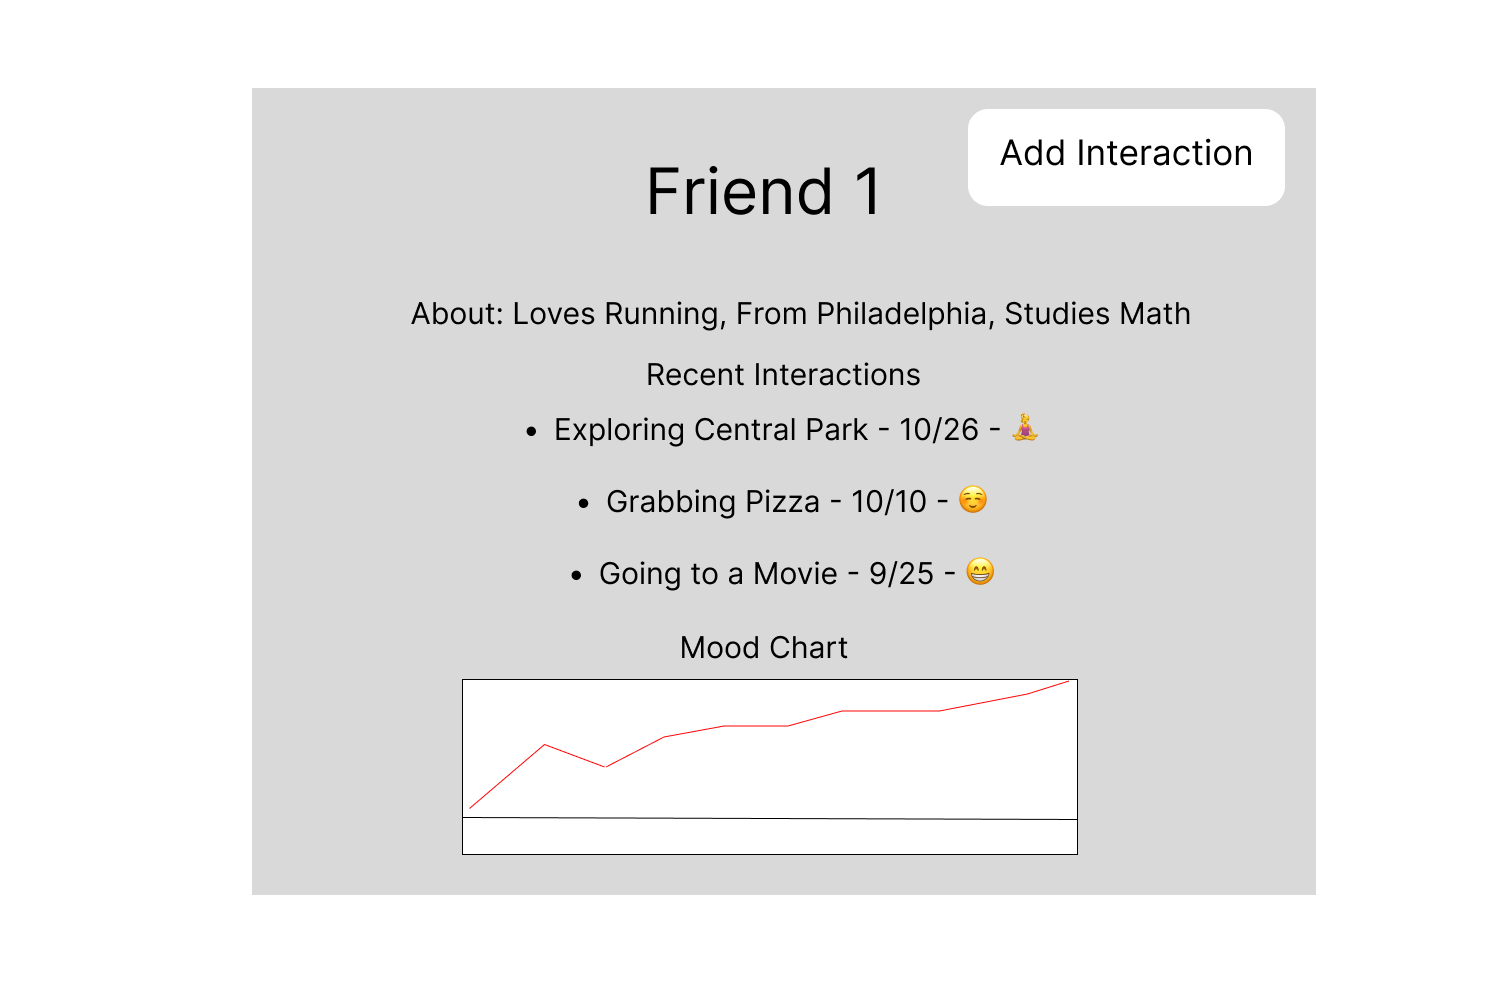 Add Interaction
Friend 1
About: Loves Running, From Philadelphia, Studies Math
Recent Interactions
• Exploring Central Park - 10/26 - 🧘‍♀️
• Grabbing Pizza - 10/10 - ☺️
• Going to a Movie - 9/25 - 😁
Mood Chart